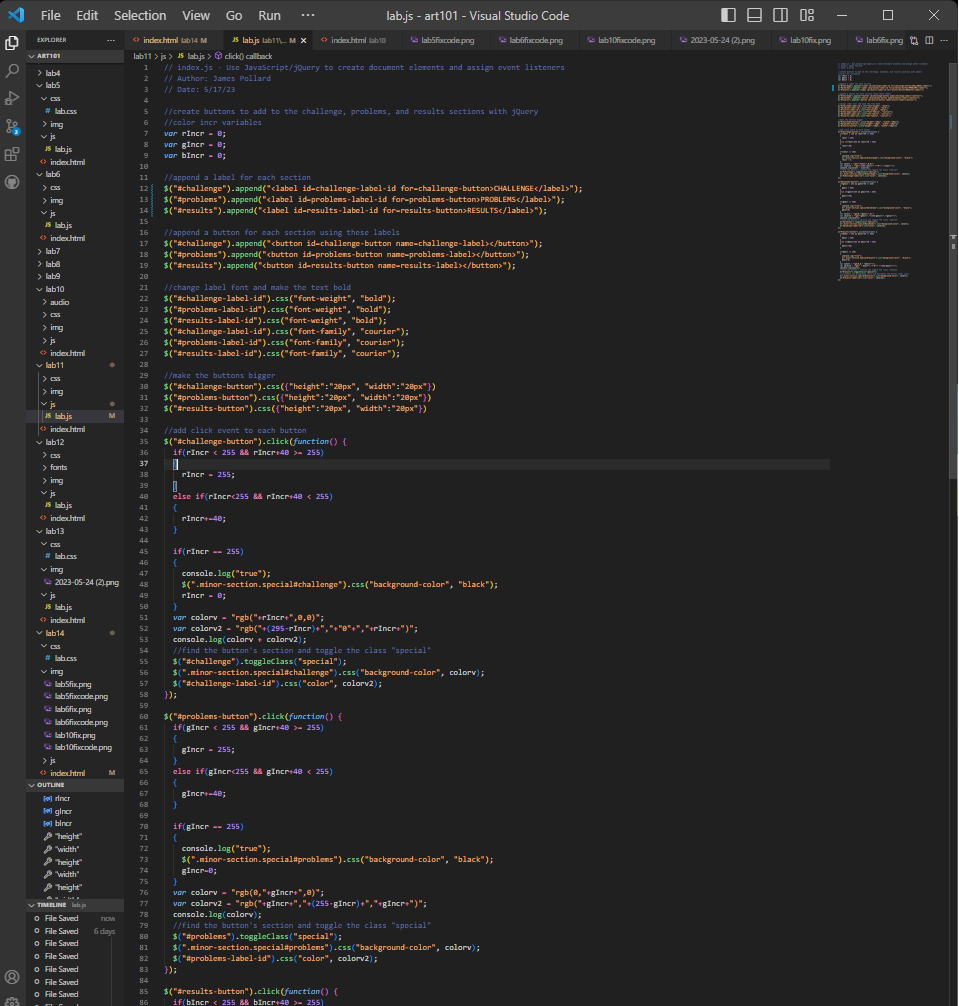 File Edit Selection View Go Run ··· lab.js - art101 - Visual Studio Code
EXPLORER ···
index.html lab14 M
lab.js lab11\... M
index.html lab10
lab5fixcode.png
lab6fixcode.png
lab10fixcode.png
2023-05-24 (2).png
lab10fix.png
lab6fix.png
ART101
lab4
lab5
css
lab.css
img
js
lab.js
index.html
lab6
css
img
js
lab.js
index.html
lab7
lab8
lab9
lab10
audio
css
img
js
index.html
lab11
css
img
js
lab.js M
index.html
lab12
css
fonts
img
js
lab.js
index.html
lab13
css
lab.css
img
2023-05-24 (2).png
js
lab.js
index.html
lab14
css
lab.css
img
lab5fix.png
lab5fixcode.png
lab6fix.png
lab6fixcode.png
lab10fix.png
lab10fixcode.png
js
index.html M
OUTLINE
rIncr
gIncr
bIncr
"height"
"width"
"height"
"width"
"height"
TIMELINE lab.js
File Saved now
File Saved 6 days
File Saved
File Saved
File Saved
File Saved
File Saved
lab11 > js > lab.js > click() callback
1 // index.js - Use JavaScript/jQuery to create document elements and assign event listeners
2 // Author: James Pollard
3 // Date: 5/17/23
4
5 //create buttons to add to the challenge, problems, and results sections with jQuery
6 //color incr variables
7 var rIncr = 0;
8 var gIncr = 0;
9 var bIncr = 0;
10
11 //append a label for each section
12 $("#challenge").append("<label id=challenge-label-id for=challenge-button>CHALLENGE</label>");
13 $("#problems").append("<label id=problems-label-id for=problems-button>PROBLEMS</label>");
14 $("#results").append("<label id=results-label-id for=results-button>RESULTS</label>");
15
16 //append a button for each section using these labels
17 $("#challenge").append("<button id=challenge-button name=challenge-label></button>");
18 $("#problems").append("<button id=problems-button name=problems-label></button>");
19 $("#results").append("<button id=results-button name=results-label></button>");
20
21 //change label font and make the text bold
22 $("#challenge-label-id").css("font-weight", "bold");
23 $("#problems-label-id").css("font-weight", "bold");
24 $("#results-label-id").css("font-weight", "bold");
25 $("#challenge-label-id").css("font-family", "courier");
26 $("#problems-label-id").css("font-family", "courier");
27 $("#results-label-id").css("font-family", "courier");
28
29 //make the buttons bigger
30 $("#challenge-button").css({"height":"20px", "width":"20px"})
31 $("#problems-button").css({"height":"20px", "width":"20px"})
32 $("#results-button").css({"height":"20px", "width":"20px"})
33
34 //add click event to each button
35 $("#challenge-button").click(function() {
36 if(rIncr < 255 && rIncr+40 >= 255)
37 {
38 rIncr = 255;
39 }
40 else if(rIncr<255 && rIncr+40 < 255)
41 {
42 rIncr+=40;
43 }
44
45 if(rIncr == 255)
46 {
47 console.log("true");
48 $(".minor-section.special#challenge").css("background-color", "black");
49 rIncr = 0;
50 }
51 var colorv = "rgb("+rIncr+",0,0)";
52 var colorv2 = "rgb("+(295-rIncr)+","+"0"+","+rIncr+")";
53 console.log(colorv + colorv2);
54 //find the button's section and toggle the class "special"
55 $("#challenge").toggleClass("special");
56 $(".minor-section.special#challenge").css("background-color", colorv);
57 $("#challenge-label-id").css("color", colorv2);
58 });
59
60 $("#problems-button").click(function() {
61 if(gIncr < 255 && gIncr+40 >= 255)
62 {
63 gIncr = 255;
64 }
65 else if(gIncr<255 && gIncr+40 < 255)
66 {
67 gIncr+=40;
68 }
69
70 if(gIncr == 255)
71 {
72 console.log("true");
73 $(".minor-section.special#problems").css("background-color", "black");
74 gIncr=0;
75 }
76 var colorv = "rgb(0,"+gIncr+",0)";
77 var colorv2 = "rgb("+gIncr+","+(255-gIncr)+","+gIncr+")";
78 console.log(colorv);
79 //find the button's section and toggle the class "special"
80 $("#problems").toggleClass("special");
81 $(".minor-section.special#problems").css("background-color", colorv);
82 $("#problems-label-id").css("color", colorv2);
83 });
84
85 $("#results-button").click(function() {
86 if(bIncr < 255 && bIncr+40 >= 255)